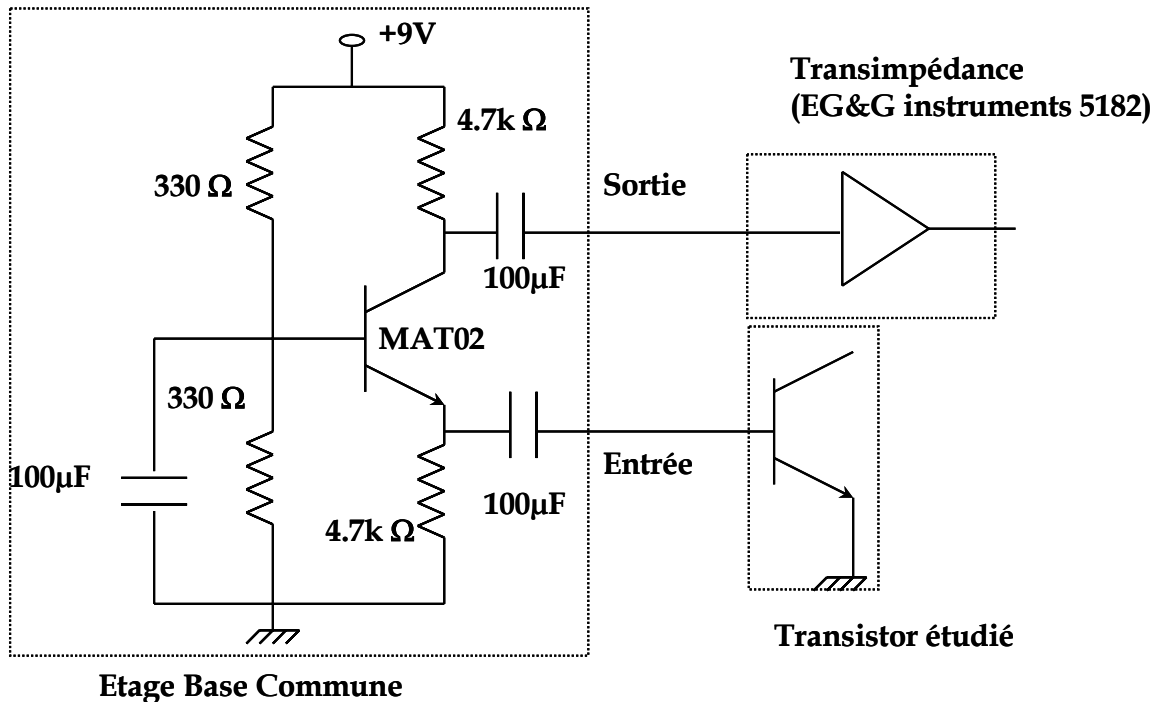 +9V
Transimpédance
(EG&G instruments 5182)
4.7k Ω
330 Ω
Sortie
100µF
MAT02
330 Ω
Entrée
100µF
100µF
4.7k Ω
Transistor étudié
Etage Base Commune